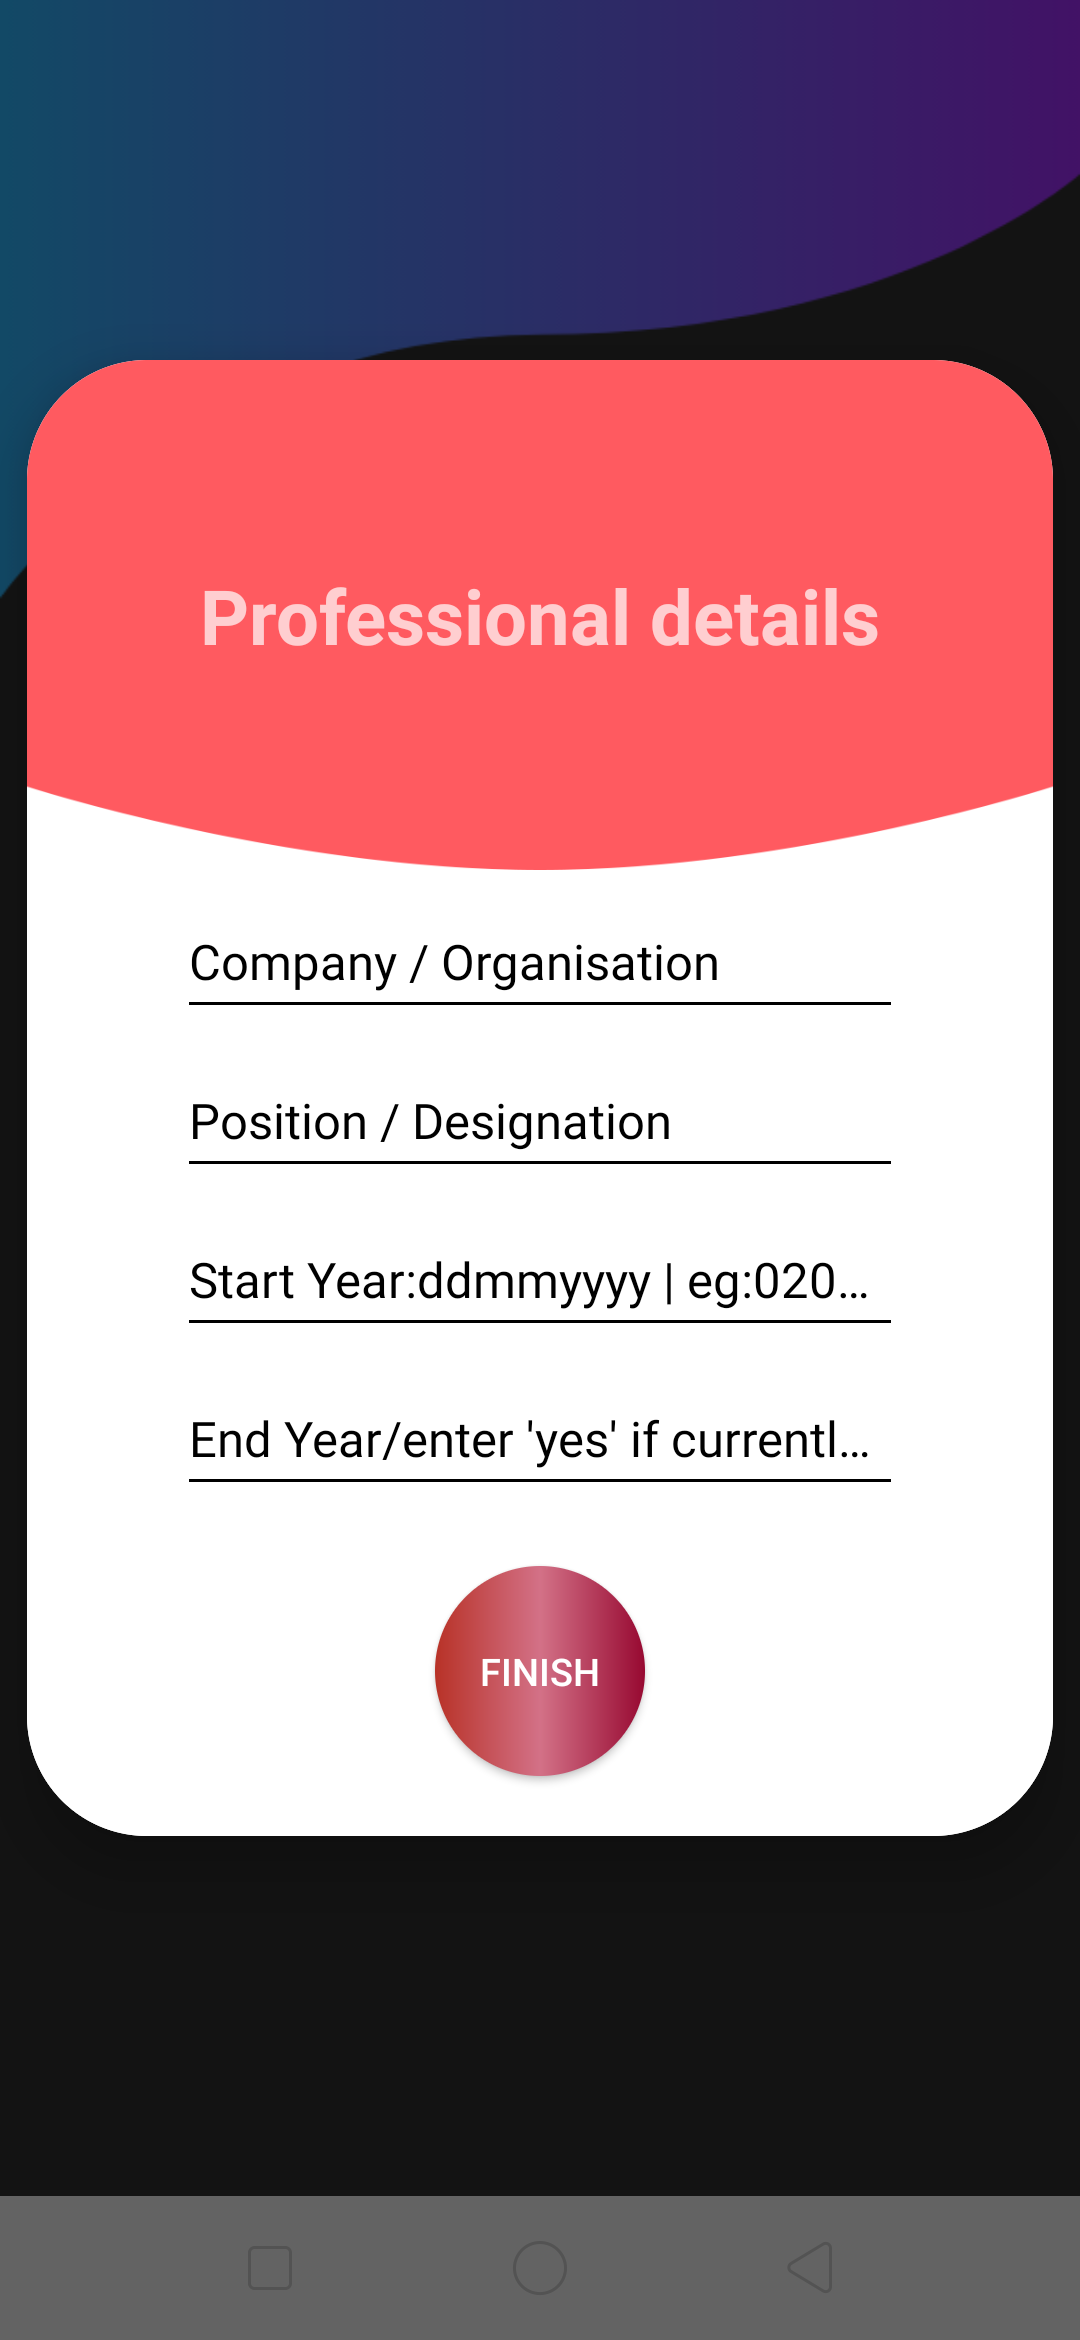 Professional details
Company / Organisation
Position / Designation
Start Year:ddmmyyyy | eg:020...
End Year/enter 'yes' if currentl...
FINISH